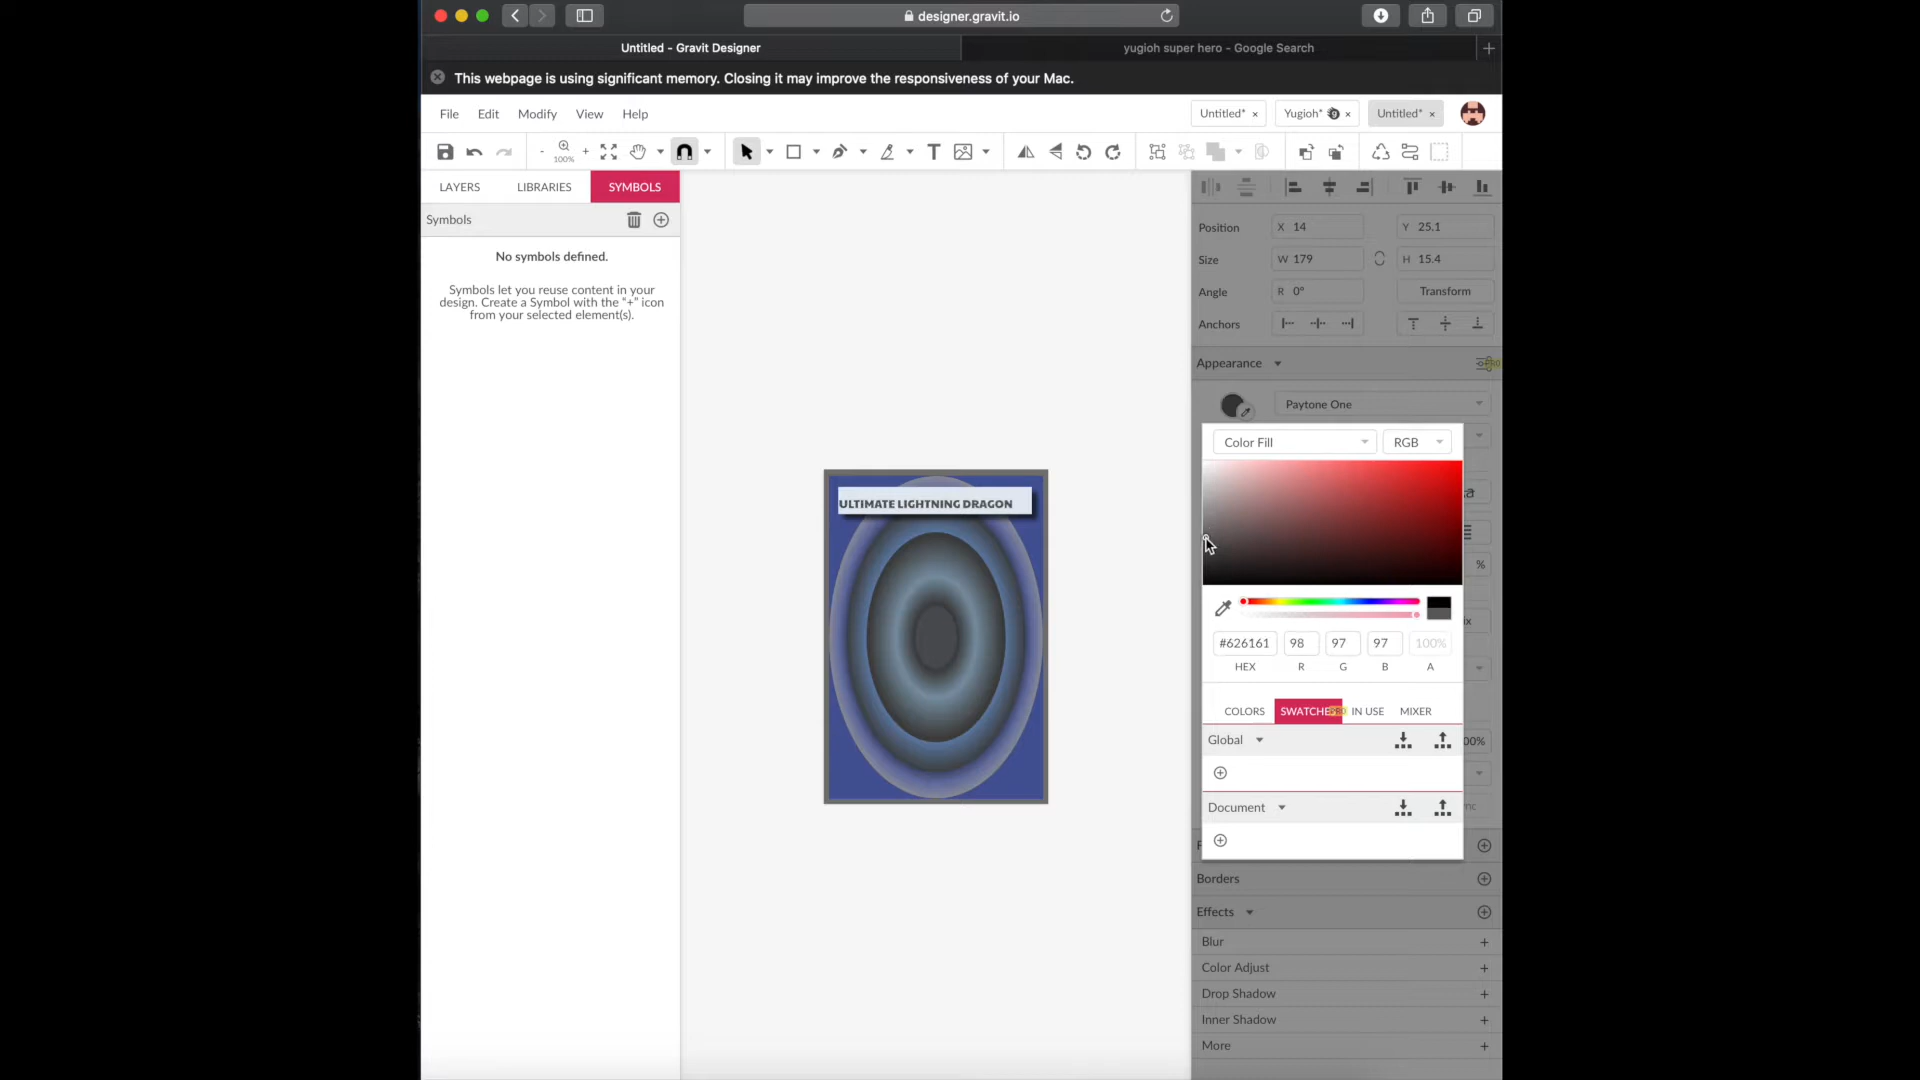 designer.gravit.io
Untitled - Gravit Designer
yugioh super hero - Google Search
This webpage is using significant memory. Closing it may improve the responsiveness of your Mac.
File Edit Modify View Help
Untitled* × Yugioh* × Untitled* ×
- 100% +
LAYERS LIBRARIES SYMBOLS
Symbols
No symbols defined.
Symbols let you reuse content in your
design. Create a Symbol with the “+” icon
from your selected element(s).
ULTIMATE LIGHTNING DRAGON
Position X 14 Y 25.1
Size W 179 H 15.4
Angle R 0° Transform
Anchors
Appearance PRO
Paytone One
Color Fill RGB
%
#626161 98 97 97 100%
HEX R G B A
COLORS SWATCHES PRO IN USE MIXER
Global
Document
Borders
Effects
Blur +
Color Adjust +
Drop Shadow +
Inner Shadow +
More +